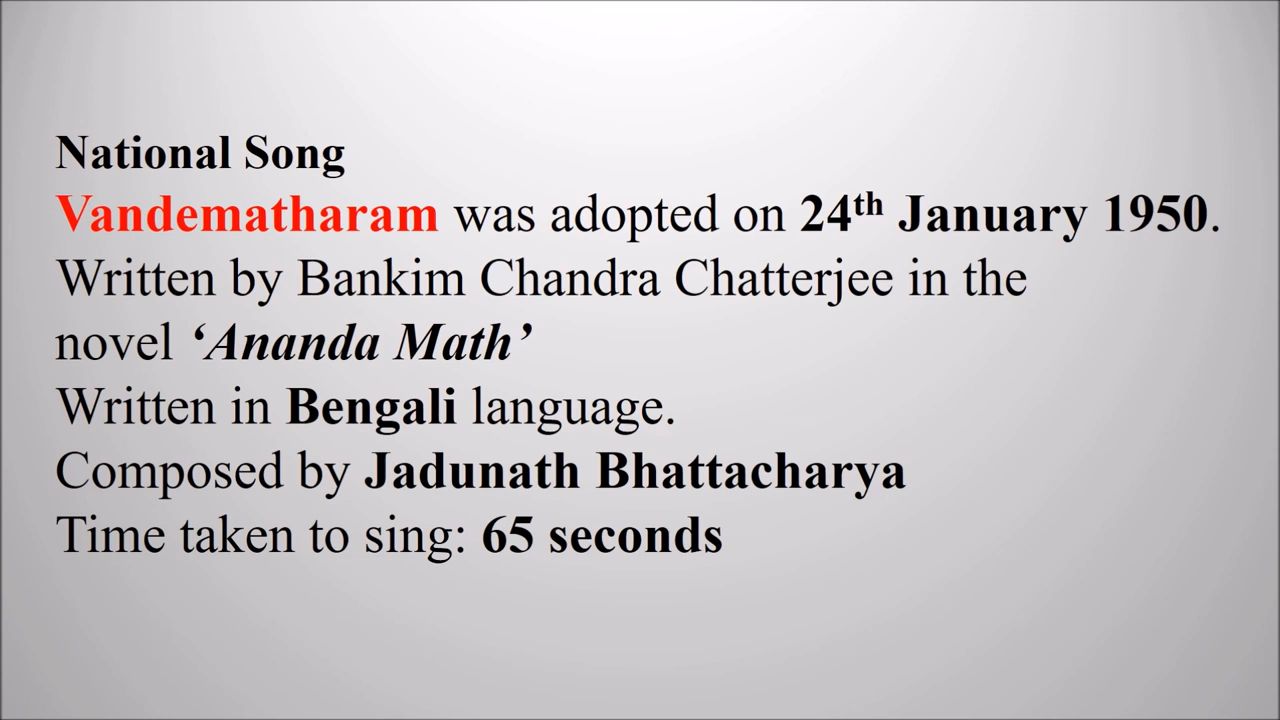 National Song
Vandematharam was adopted on 24th January 1950.
Written by Bankim Chandra Chatterjee in the
novel ‘Ananda Math’
Written in Bengali language.
Composed by Jadunath Bhattacharya
Time taken to sing: 65 seconds